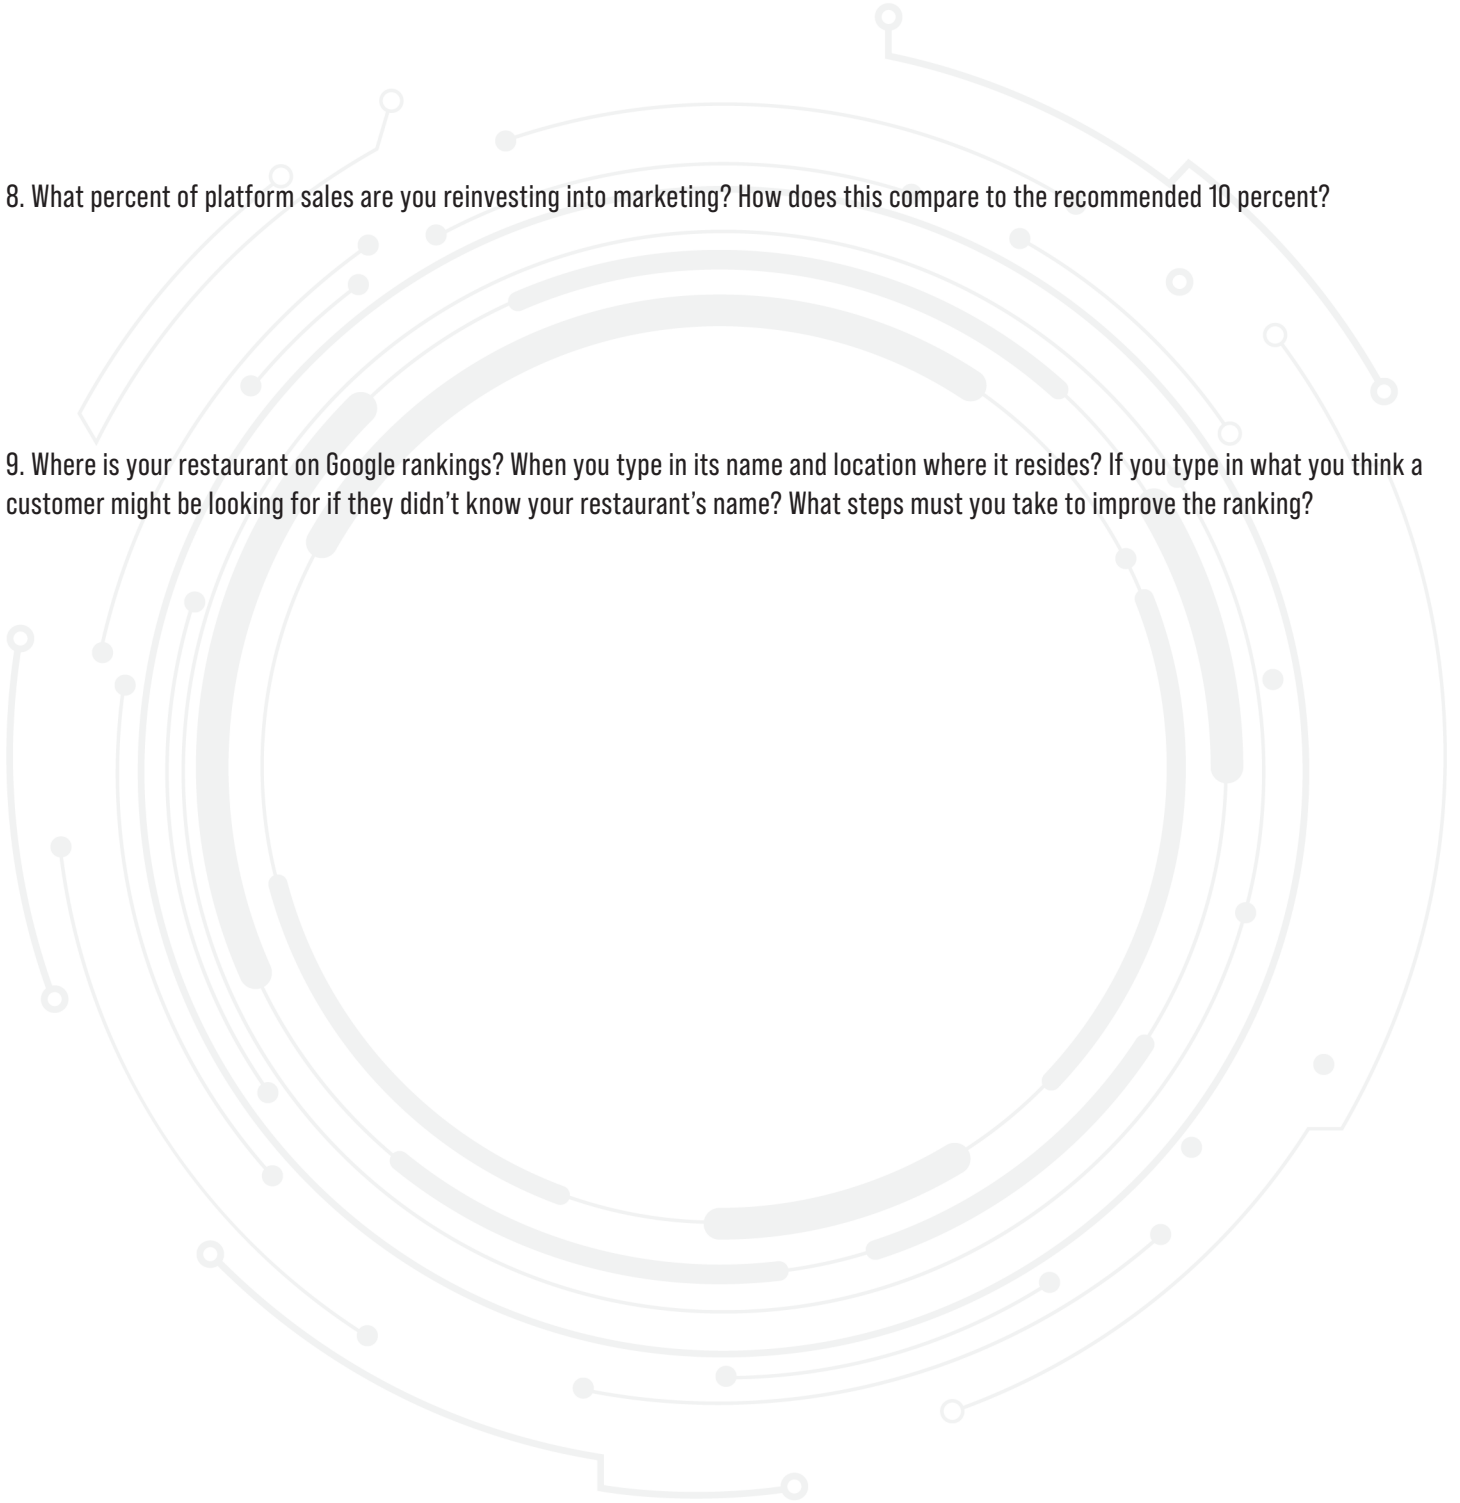 8. What percent of platform sales are you reinvesting into marketing? How does this compare to the recommended 10 percent?
9. Where is your restaurant on Google rankings? When you type in its name and location where it resides? If you type in what you think a
customer might be looking for if they didn’t know your restaurant’s name? What steps must you take to improve the ranking?